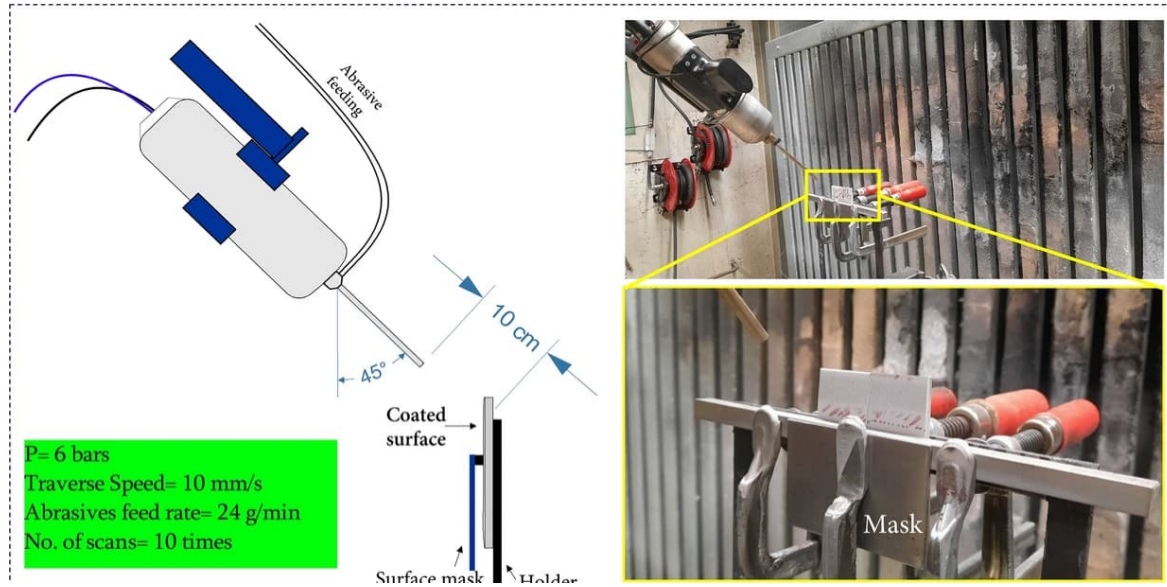 Abrasive
feeding
10 cm
45°
Coated
surface
P= 6 bars
Traverse Speed= 10 mm/s
Abrasives feed rate= 24 g/min
No. of scans= 10 times
Surface mask
Holder
Mask